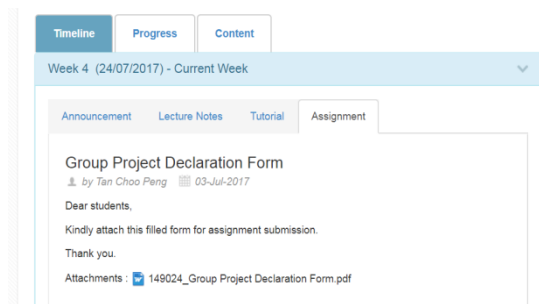 Timeline Progress Content
Week 4 (24/07/2017) - Current Week
Announcement Lecture Notes Tutorial Assignment
Group Project Declaration Form
by Tan Choo Peng 03-Jul-2017
Dear students,
Kindly attach this filled form for assignment submission.
Thank you.
Attachments : 149024_Group Project Declaration Form.pdf